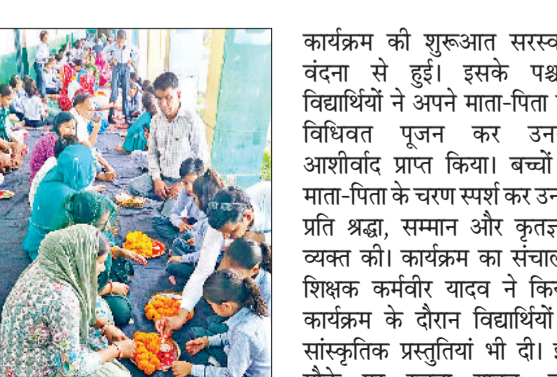 कार्यक्रम की शुरूआत
वंदना से हुई। इसके
विद्यार्थियों ने अपने माता-पिता
विधिवत पूजन कर
आशीर्वाद प्राप्त किया। बच्चों
माता-पिता के चरण स्पर्श कर
प्रति श्रद्धा, सम्मान और
व्यक्त की। कार्यक्रम का
शिक्षक कर्मवीर यादव ने
कार्यक्रम के दौरान विद्यार्थियों
सांस्कृतिक प्रस्तुतियां भी दी।